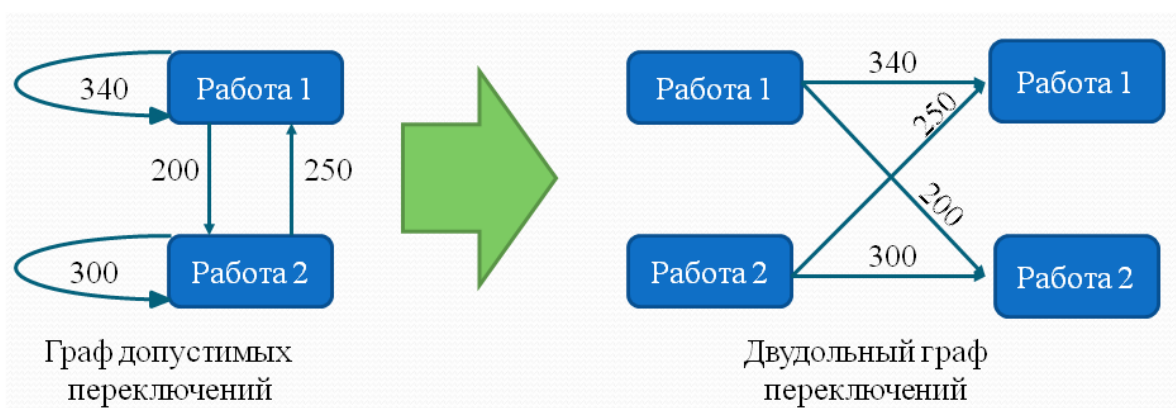 340
Работа 1
200
250
300
Работа 2
Граф допустимых
переключений
Работа 1
340
Работа 1
250
200
Работа 2
300
Работа 2
Двудольный граф
переключений